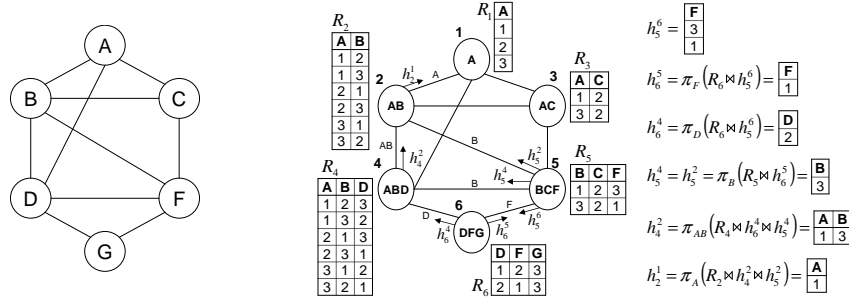 A
B
C
D
F
G
R₁
A
1
2
3
R₂
A B
1 2
1 3
2 1
2 3
3 1
3 2
1
A
h₂¹
A
2
AB
3
AC
R₃
A C
1 2
3 2
AB
h₄²
B
h₅²
4
ABD
B
h₅⁴
5
BCF
R₄
A B D
1 2 3
1 3 2
2 1 3
2 3 1
3 1 2
3 2 1
R₅
B C F
1 2 3
3 2 1
6
DFG
D
h₆⁴
F
h₆⁵
h₅⁶
R₆
D F G
1 2 3
2 1 3
h₅⁶ =
F
3
1
h₆⁵ = π_F(R₆ ⋈ h₅⁶) =
F
1
h₆⁴ = π_D(R₆ ⋈ h₅⁶) =
D
2
h₅⁴ = h₅² = π_B(R₅ ⋈ h₆⁵) =
B
3
h₄² = π_AB(R₄ ⋈ h₆⁴ ⋈ h₅⁴) =
A B
1 3
h₂¹ = π_A(R₂ ⋈ h₄² ⋈ h₅²) =
A
1